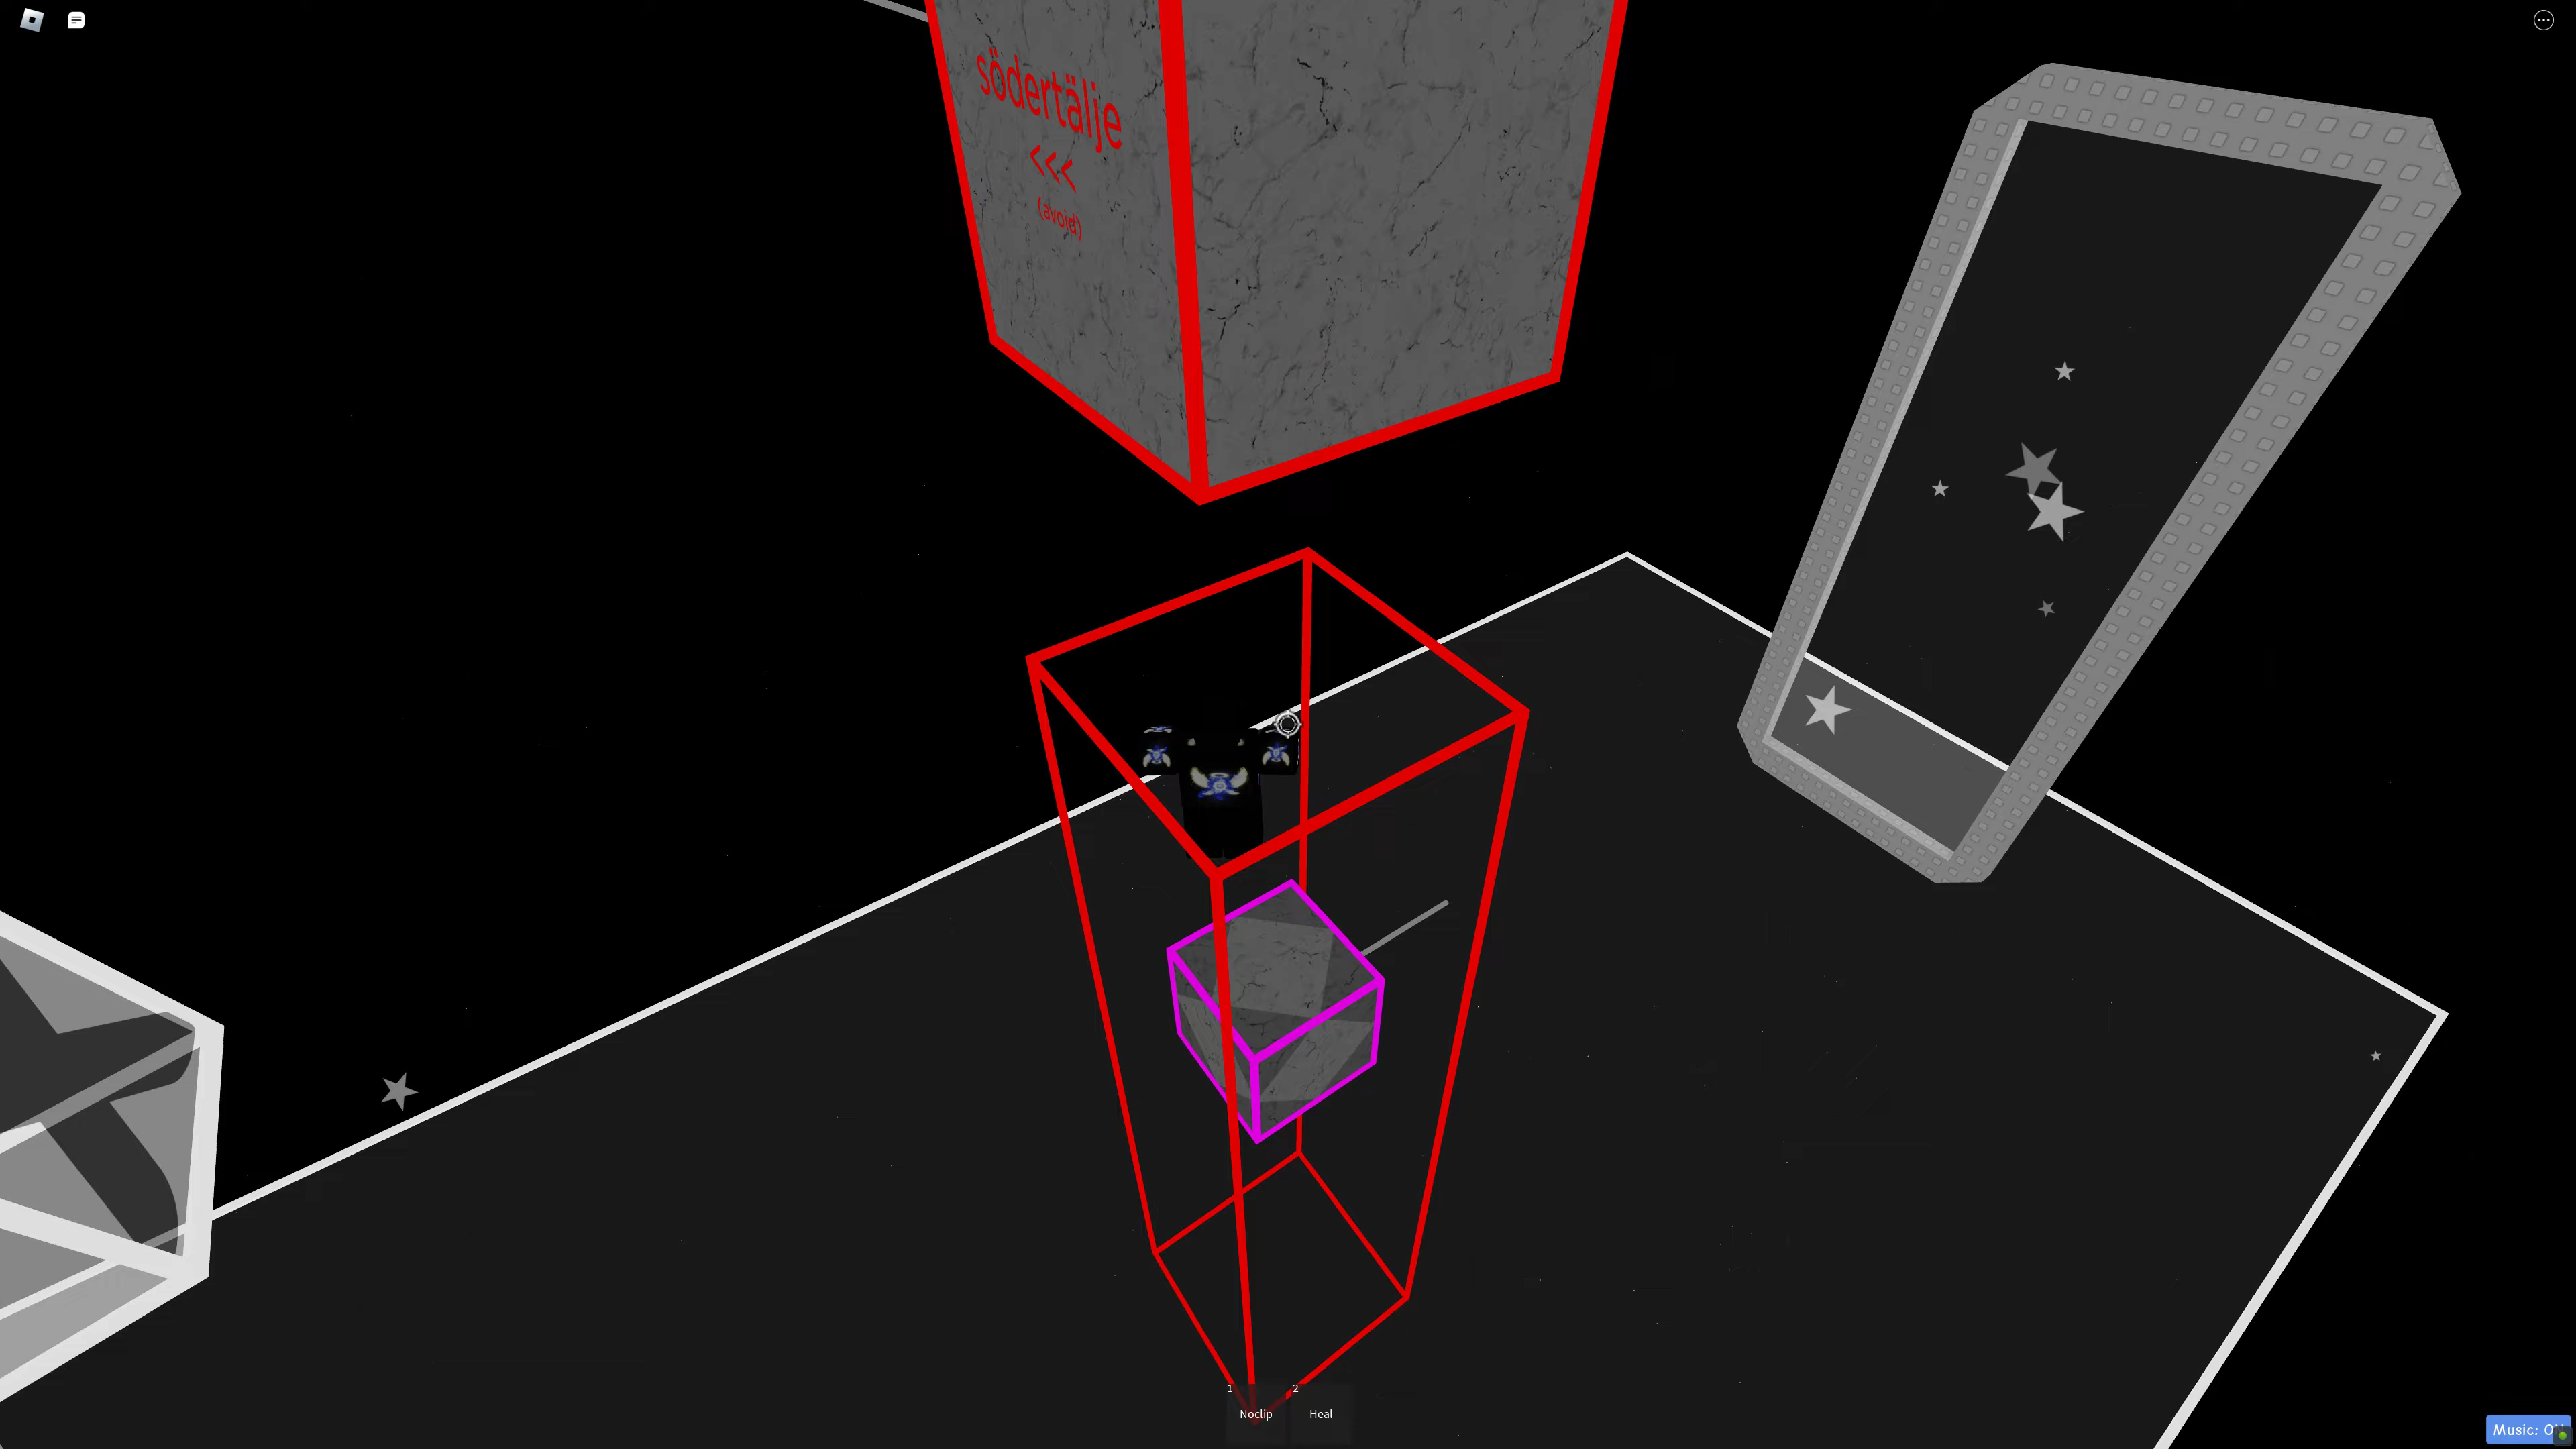 södertälje
<<<
(avoid)
1
2
Noclip
Heal
Music: